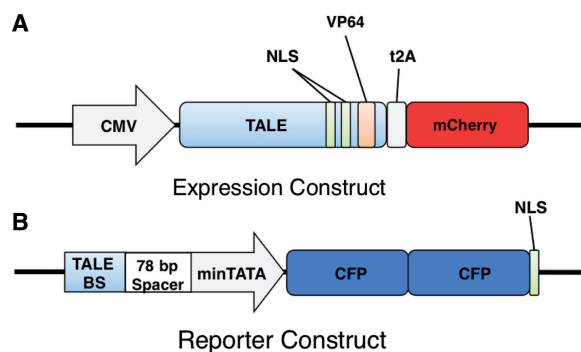 A
VP64
NLS
t2A
CMV
TALE
mCherry
Expression Construct
B
NLS
TALE
BS
78 bp
Spacer
minTATA
CFP
CFP
Reporter Construct